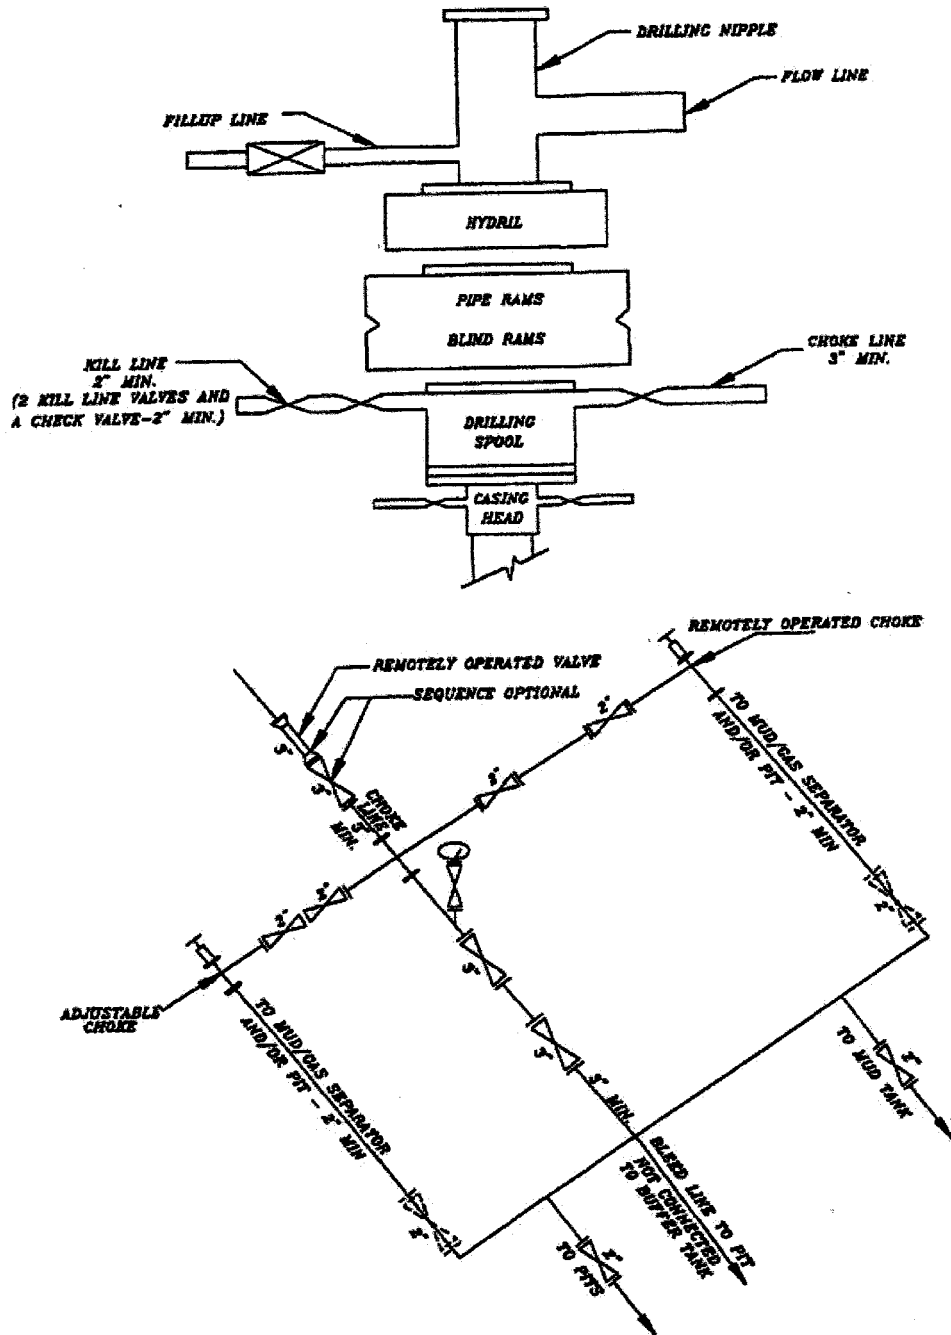 DRILLING NIPPLE
FLOW LINE
FILLUP LINE
HYDRIL
PIPE RAMS
BLIND RAMS
KILL LINE
2" MIN.
(2 KILL LINE VALVES AND
A CHECK VALVE-2" MIN.)
CHOKE LINE
3" MIN.
DRILLING
SPOOL
CASING
HEAD
REMOTELY OPERATED CHOKE
REMOTELY OPERATED VALVE
SEQUENCE OPTIONAL
3"
3"
3"
CHOKE
LINE
MIN.
2"
2"
TO MUD/GAS SEPARATOR
AND/OR PIT - 2" MIN
2"
2"
2"
ADJUSTABLE
CHOKE
TO MUD/GAS SEPARATOR
AND/OR PIT - 2" MIN
2"
3"
3"
3" MIN.
BLEED LINE TO PIT
NOT CONNECTED
TO BUFFER TANK
TO MUD TANK
2"
TO PITS
2"